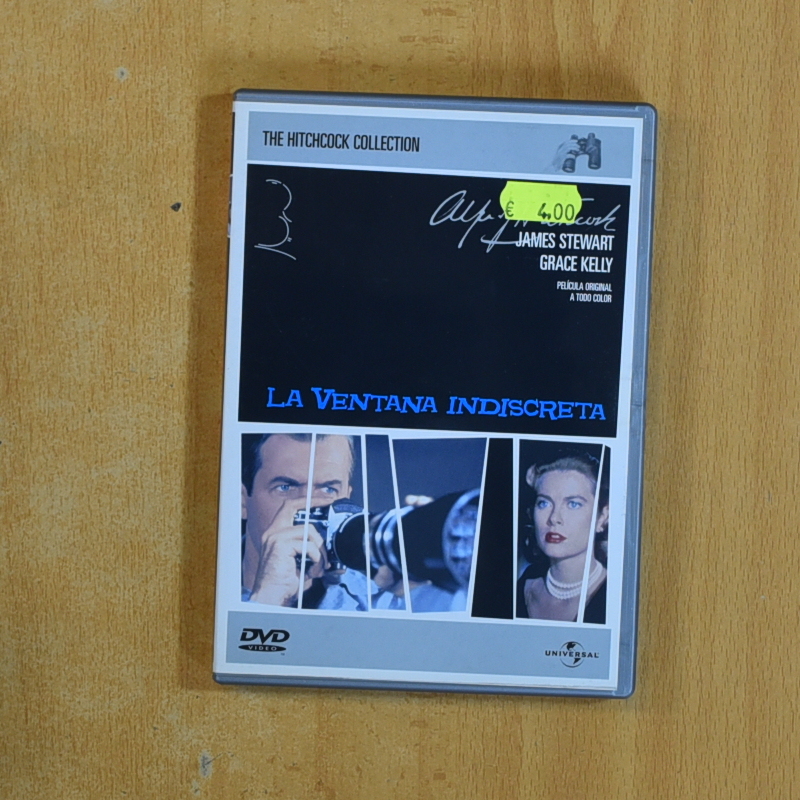 THE HITCHCOCK COLLECTION
€ 4,00
JAMES STEWART
GRACE KELLY
PELÍCULA ORIGINAL
A TODO COLOR
LA VENTANA INDISCRETA
DVD
VIDEO
UNIVERSAL